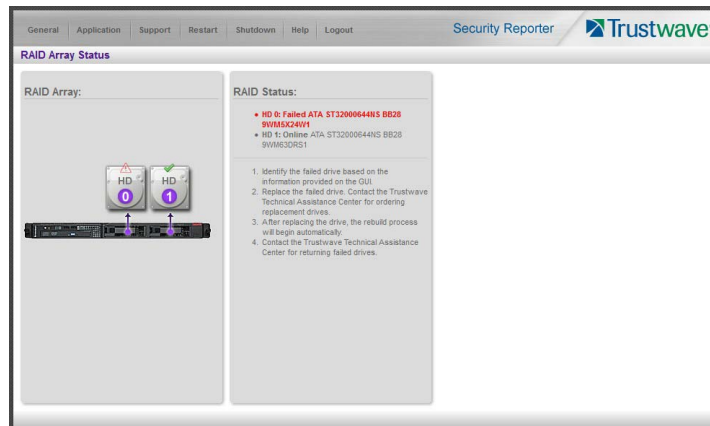 General Application Support Restart Shutdown Help Logout
Security Reporter
Trustwave
RAID Array Status
RAID Array:
HD
0
HD
1
RAID Status:
• HD 0: Failed ATA ST32000644NS BB28
9WM5X24W1
• HD 1: Online ATA ST32000644NS BB28
9WM63DRS1
1. Identify the failed drive based on the
information provided on the GUI.
2. Replace the failed drive. Contact the Trustwave
Technical Assistance Center for ordering
replacement drives.
3. After replacing the drive, the rebuild process
will begin automatically.
4. Contact the Trustwave Technical Assistance
Center for returning failed drives.